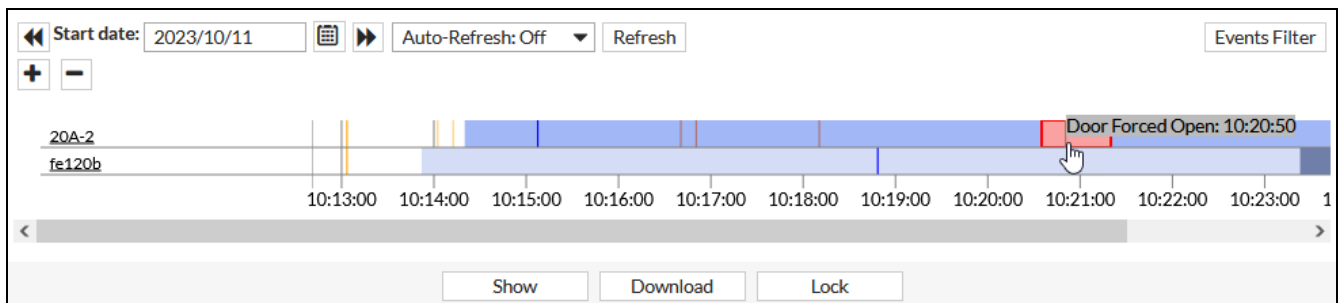 Start date: 2023/10/11 Auto-Refresh: Off Refresh Events Filter
20A-2 Door Forced Open: 10:20:50
fe120b
10:13:00 10:14:00 10:15:00 10:16:00 10:17:00 10:18:00 10:19:00 10:20:00 10:21:00 10:22:00 10:23:00 1
Show Download Lock